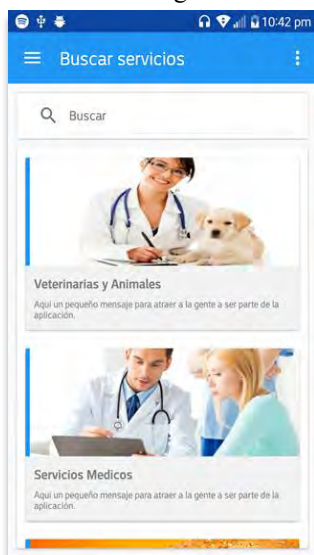 10:42 pm
Buscar servicios
Buscar
Veterinarias y Animales
Aqui un pequeño mensaje para atraer a la gente a ser parte de la
aplicación.
Servicios Medicos
Aqui un pequeño mensaje para atraer a la gente a ser parte de la
aplicación.